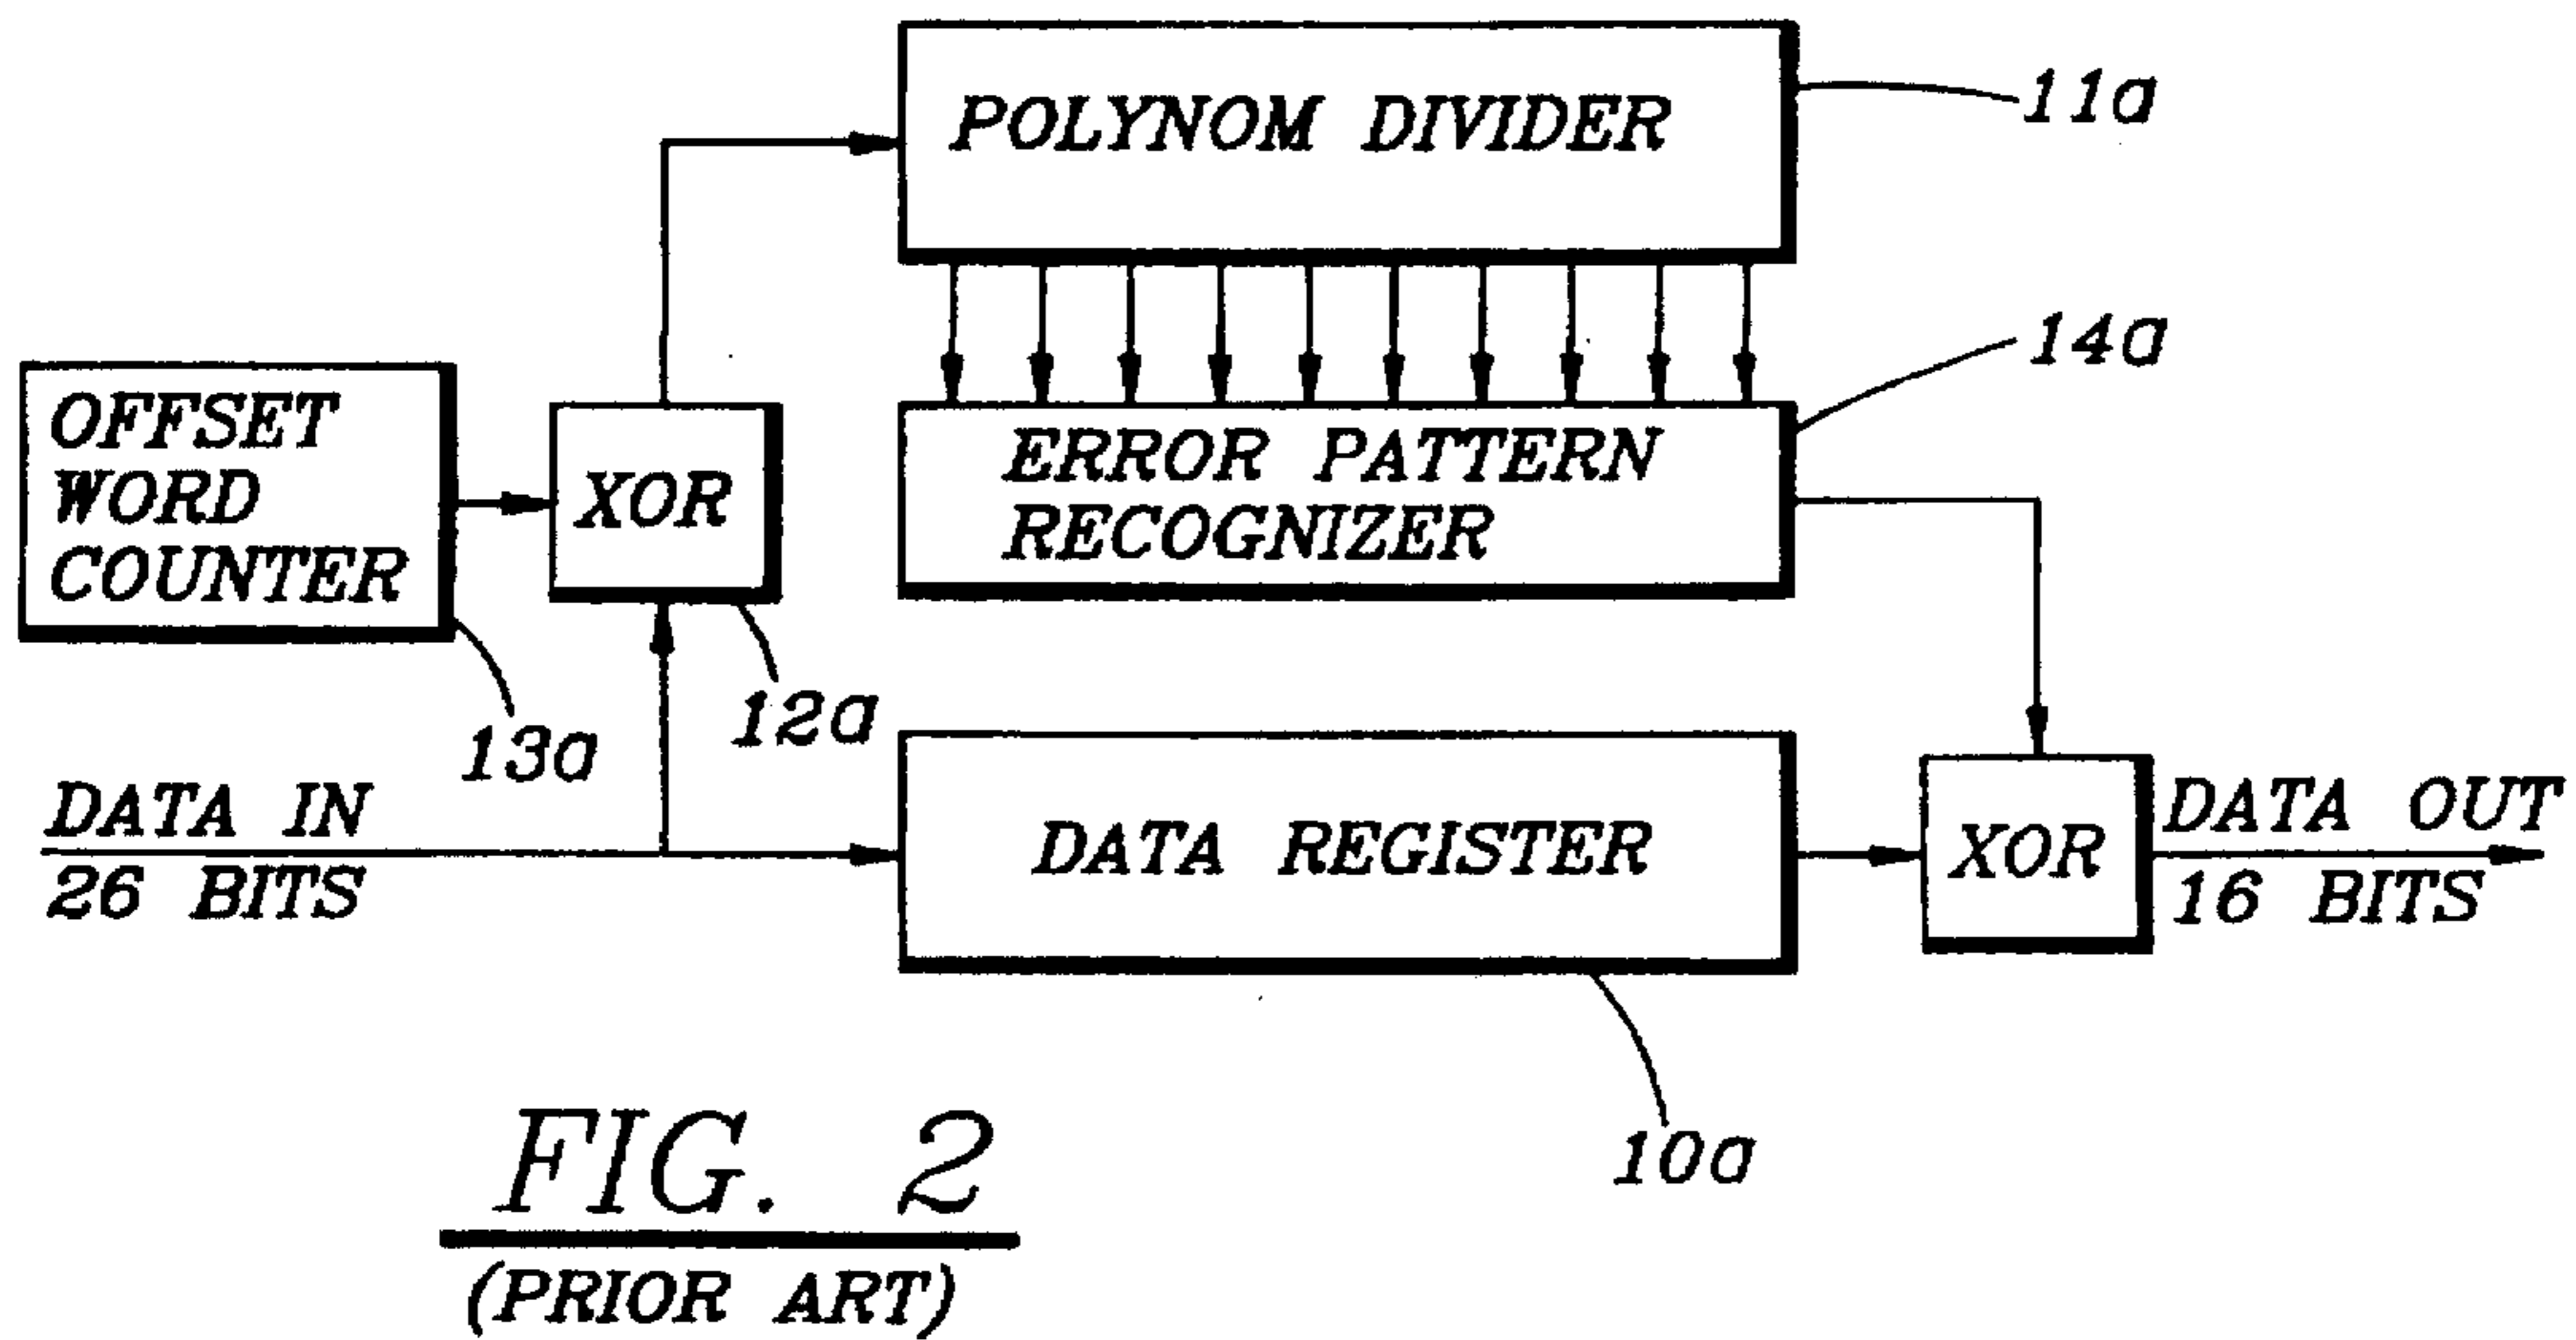 POLYNOM DIVIDER
11a
14a
OFFSET
WORD
COUNTER
XOR
ERROR PATTERN
RECOGNIZER
12a
13a
DATA IN
26 BITS
DATA REGISTER
XOR
DATA OUT
16 BITS
10a
FIG. 2
(PRIOR ART)